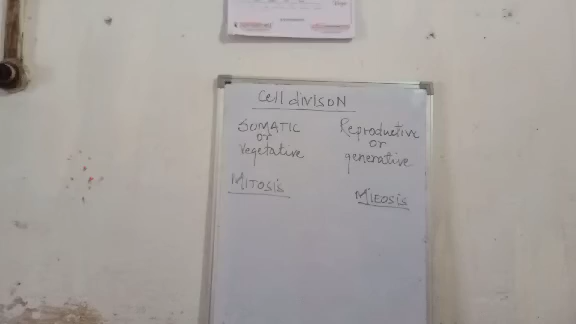 Cell divison
SOMATIC
or
Vegetative
Reproductive
or
generative
MITOSIS
MIEOSIS